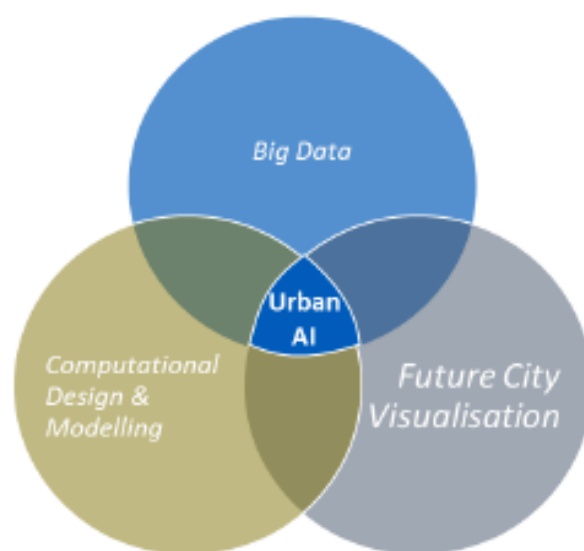 Big Data
Urban
AI
Computational
Design &
Modelling
Future City
Visualisation